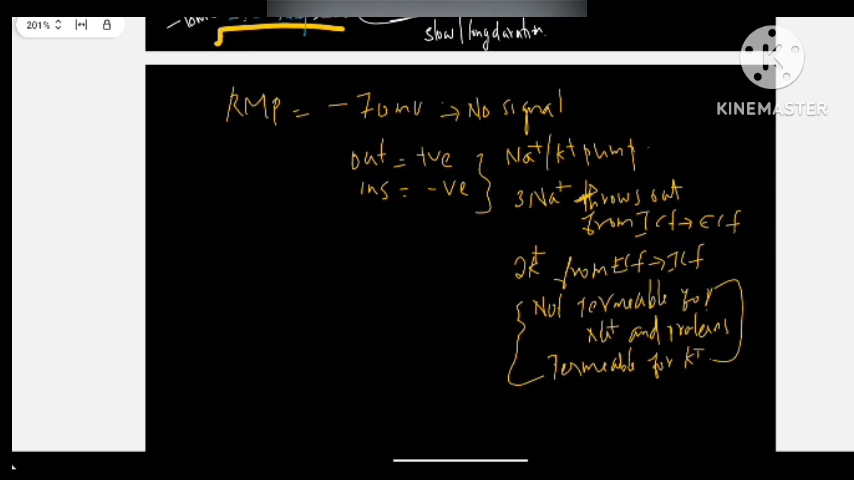 201%
slow/long duration
KINEMASTER
RMP = -70mv → No signal
out = +ve
ins = -ve
Na+/K+ pump
3Na+ throws out
from ICf → ECf
2K+ from ECf → ICf
Not Permeable for
Na+ and proteins
Permeable for K+